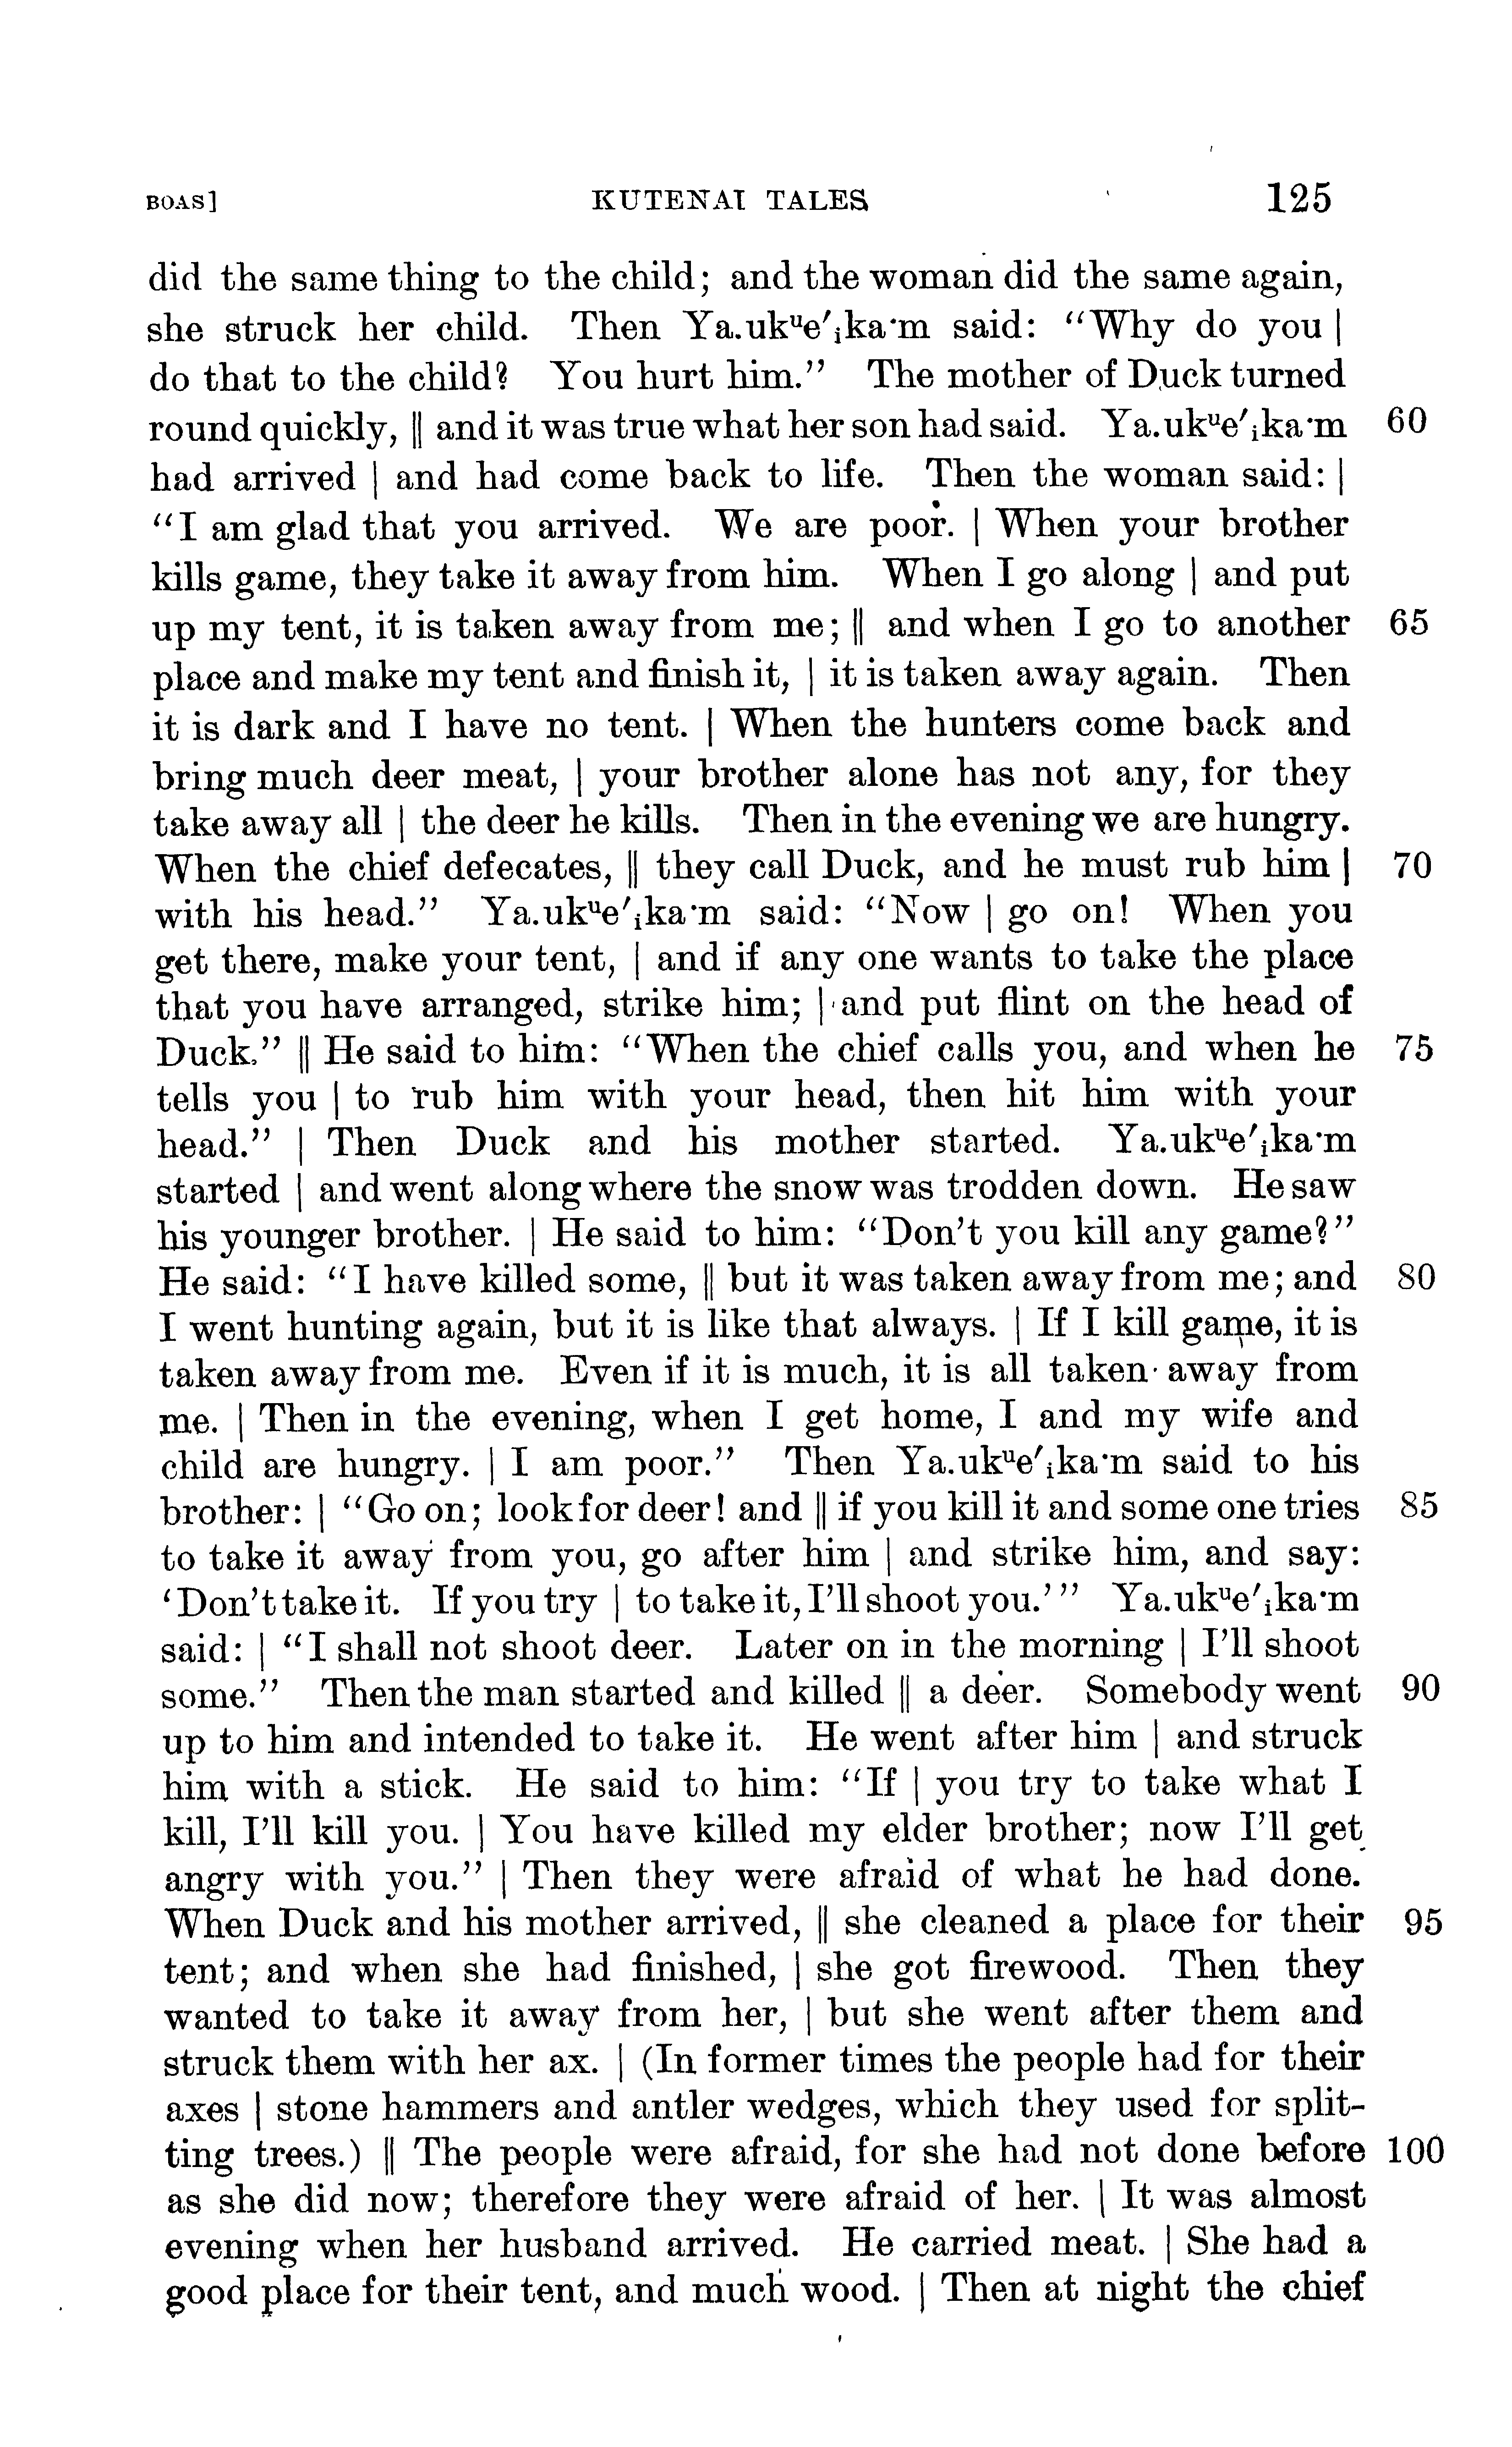 BOAS] KUTENAI TALES 125
did the same thing to the child; and the woman did the same again,
she struck her child. Then Ya.ukᵘe′ᵢka·m said: “Why do you |
do that to the child? You hurt him.” The mother of Duck turned
round quickly, || and it was true what her son had said. Ya.ukᵘe′ᵢka·m 60
had arrived | and had come back to life. Then the woman said: |
“I am glad that you arrived. We are poor. | When your brother
kills game, they take it away from him. When I go along | and put
up my tent, it is taken away from me; || and when I go to another 65
place and make my tent and finish it, | it is taken away again. Then
it is dark and I have no tent. | When the hunters come back and
bring much deer meat, | your brother alone has not any, for they
take away all | the deer he kills. Then in the evening we are hungry.
When the chief defecates, || they call Duck, and he must rub him | 70
with his head.” Ya.ukᵘe′ᵢka·m said: “Now | go on! When you
get there, make your tent, | and if any one wants to take the place
that you have arranged, strike him; | and put flint on the head of
Duck.” || He said to him: “When the chief calls you, and when he 75
tells you | to rub him with your head, then hit him with your
head.” | Then Duck and his mother started. Ya.ukᵘe′ᵢka·m
started | and went along where the snow was trodden down. He saw
his younger brother. | He said to him: “Don’t you kill any game?”
He said: “I have killed some, || but it was taken away from me; and 80
I went hunting again, but it is like that always. | If I kill game, it is
taken away from me. Even if it is much, it is all taken away from
me. | Then in the evening, when I get home, I and my wife and
child are hungry. | I am poor.” Then Ya.ukᵘe′ᵢka·m said to his
brother: | “Go on; look for deer! and || if you kill it and some one tries 85
to take it away from you, go after him | and strike him, and say:
‘Don’t take it. If you try | to take it, I’ll shoot you.’” Ya.ukᵘe′ᵢka·m
said: | “I shall not shoot deer. Later on in the morning | I’ll shoot
some.” Then the man started and killed || a deer. Somebody went 90
up to him and intended to take it. He went after him | and struck
him with a stick. He said to him: “If | you try to take what I
kill, I’ll kill you. | You have killed my elder brother; now I’ll get
angry with you.” | Then they were afraid of what he had done.
When Duck and his mother arrived, || she cleaned a place for their 95
tent; and when she had finished, | she got firewood. Then they
wanted to take it away from her, | but she went after them and
struck them with her ax. | (In former times the people had for their
axes | stone hammers and antler wedges, which they used for split-
ting trees.) || The people were afraid, for she had not done before 100
as she did now; therefore they were afraid of her. | It was almost
evening when her husband arrived. He carried meat. | She had a
good place for their tent, and much wood. | Then at night the chief